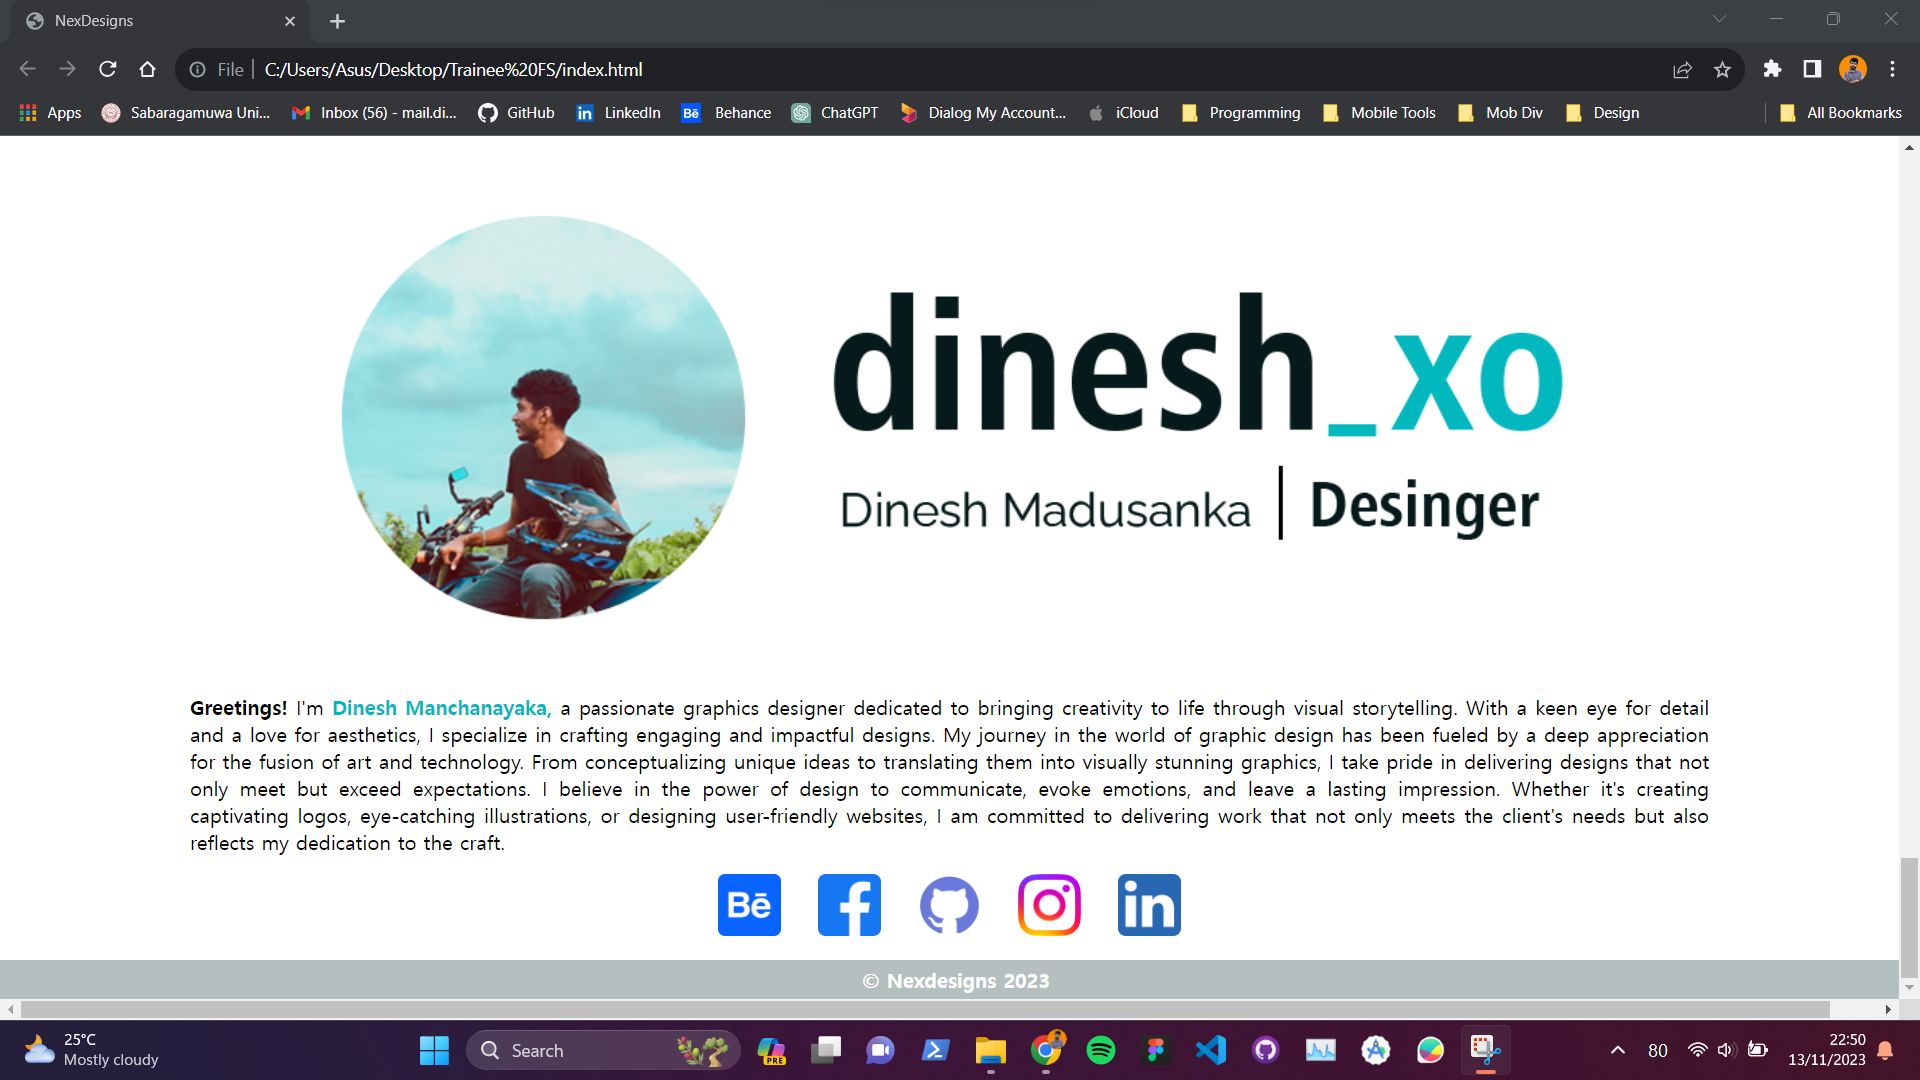 NexDesigns
File
C:/Users/Asus/Desktop/Trainee%20FS/index.html
Apps
Sabaragamuwa Uni...
Inbox (56) - mail.di...
GitHub
LinkedIn
Bē Behance
ChatGPT
Dialog My Account...
iCloud
Programming
Mobile Tools
Mob Div
Design
All Bookmarks
dinesh_xo
Dinesh Madusanka | Desinger
Greetings! I'm Dinesh Manchanayaka, a passionate graphics designer dedicated to bringing creativity to life through visual storytelling. With a keen eye for detail
and a love for aesthetics, I specialize in crafting engaging and impactful designs. My journey in the world of graphic design has been fueled by a deep appreciation
for the fusion of art and technology. From conceptualizing unique ideas to translating them into visually stunning graphics, I take pride in delivering designs that not
only meet but exceed expectations. I believe in the power of design to communicate, evoke emotions, and leave a lasting impression. Whether it's creating
captivating logos, eye-catching illustrations, or designing user-friendly websites, I am committed to delivering work that not only meets the client's needs but also
reflects my dedication to the craft.
Bē
f
in
© Nexdesigns 2023
25°C
Mostly cloudy
Search
PRE
80
22:50
13/11/2023